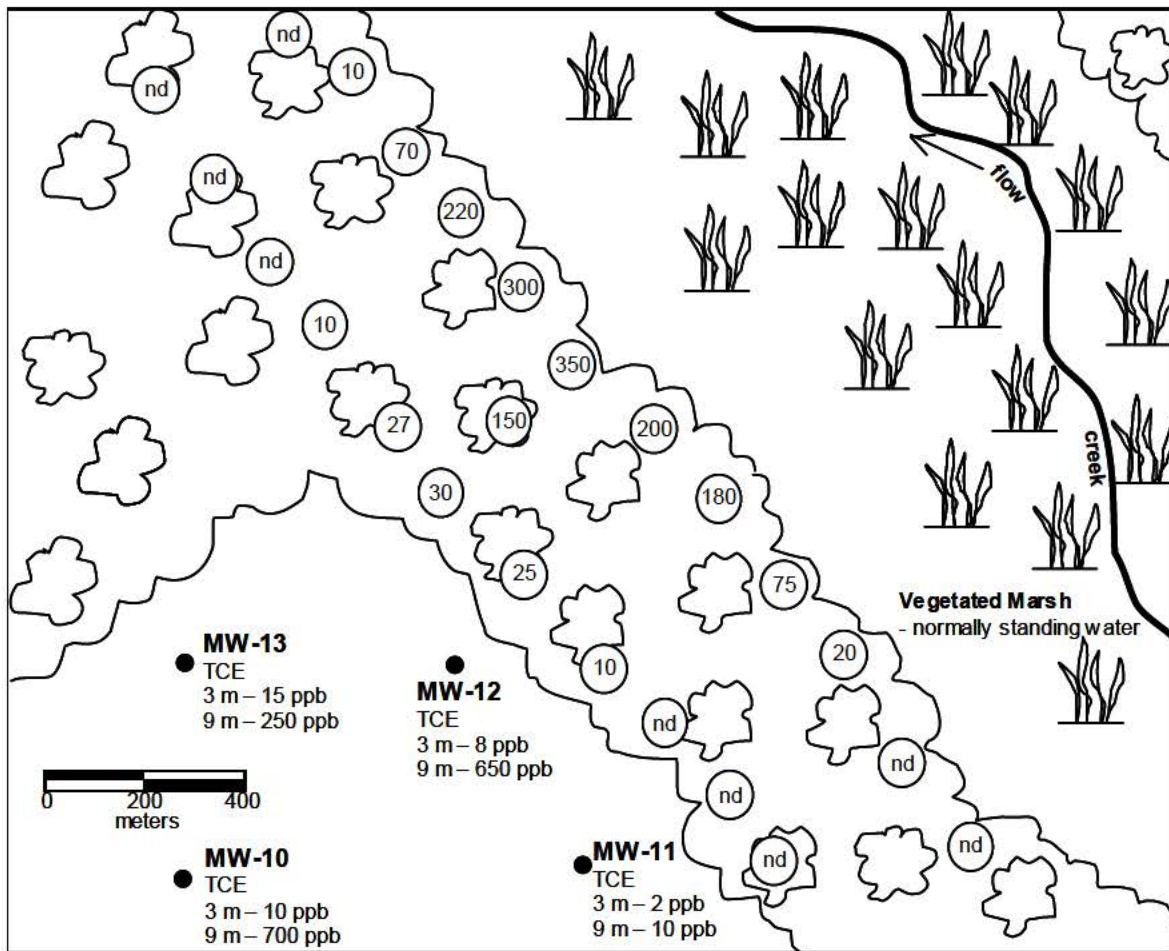 nd
10
nd
70
nd
220
nd
300
10
350
27
150
200
30
180
25
75
10
20
nd
nd
nd
nd
nd
flow
creek
Vegetated Marsh
- normally standing water
MW-13
TCE
3 m – 15 ppb
9 m – 250 ppb
MW-12
TCE
3 m – 8 ppb
9 m – 650 ppb
0 200 400
meters
MW-10
TCE
3 m – 10 ppb
9 m – 700 ppb
MW-11
TCE
3 m – 2 ppb
9 m – 10 ppb